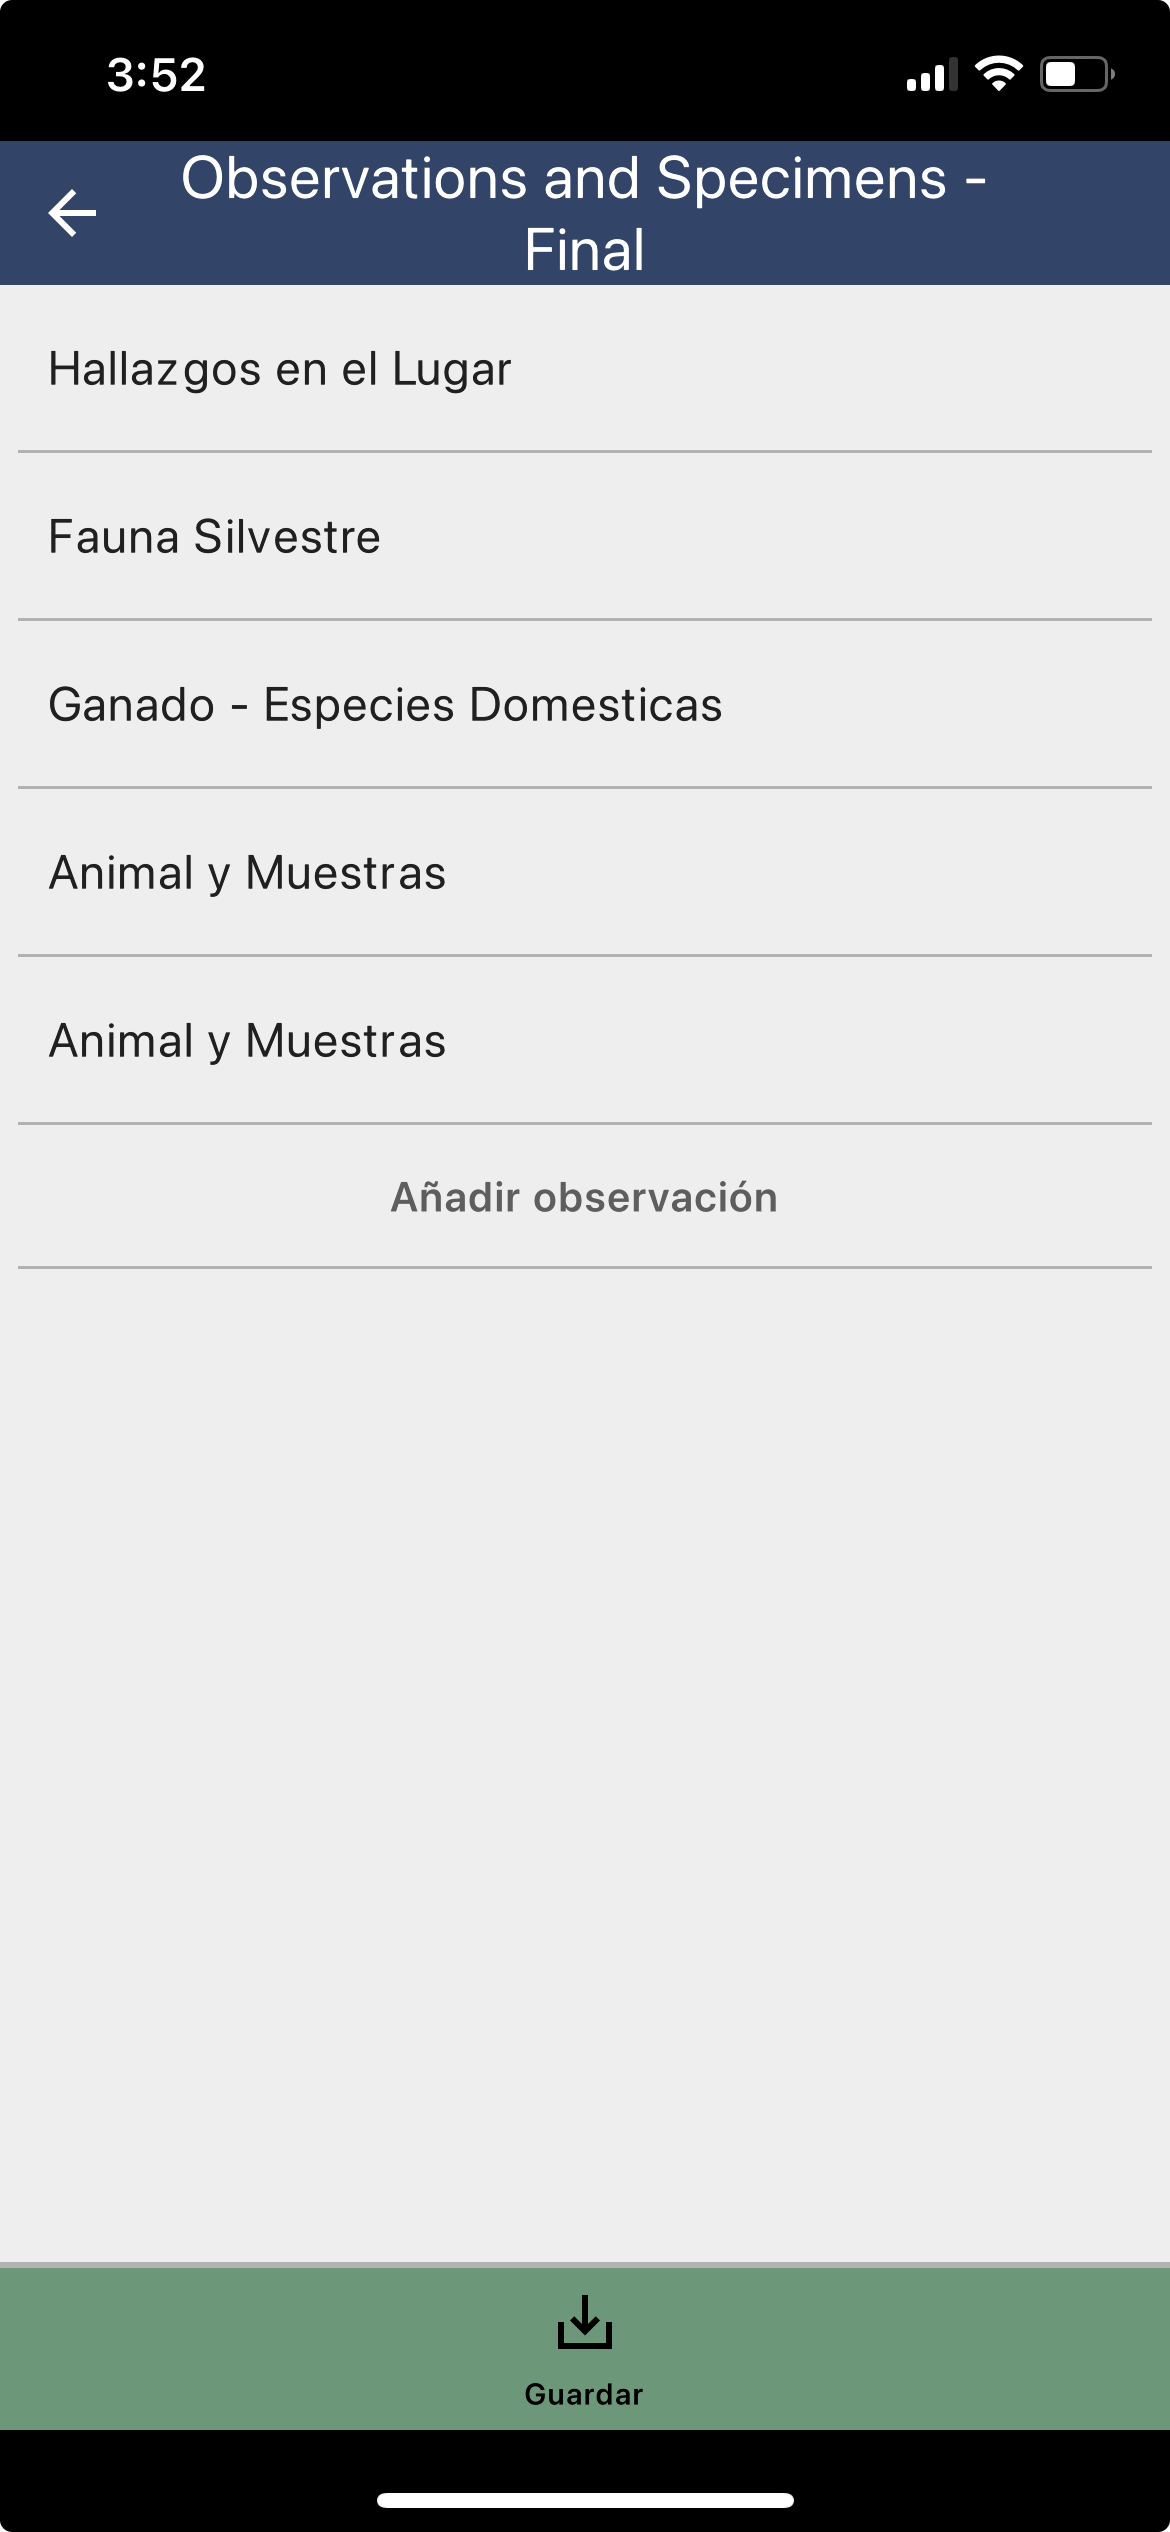 3:52
Observations and Specimens -
Final
Hallazgos en el Lugar
Fauna Silvestre
Ganado - Especies Domesticas
Animal y Muestras
Animal y Muestras
Añadir observación
Guardar